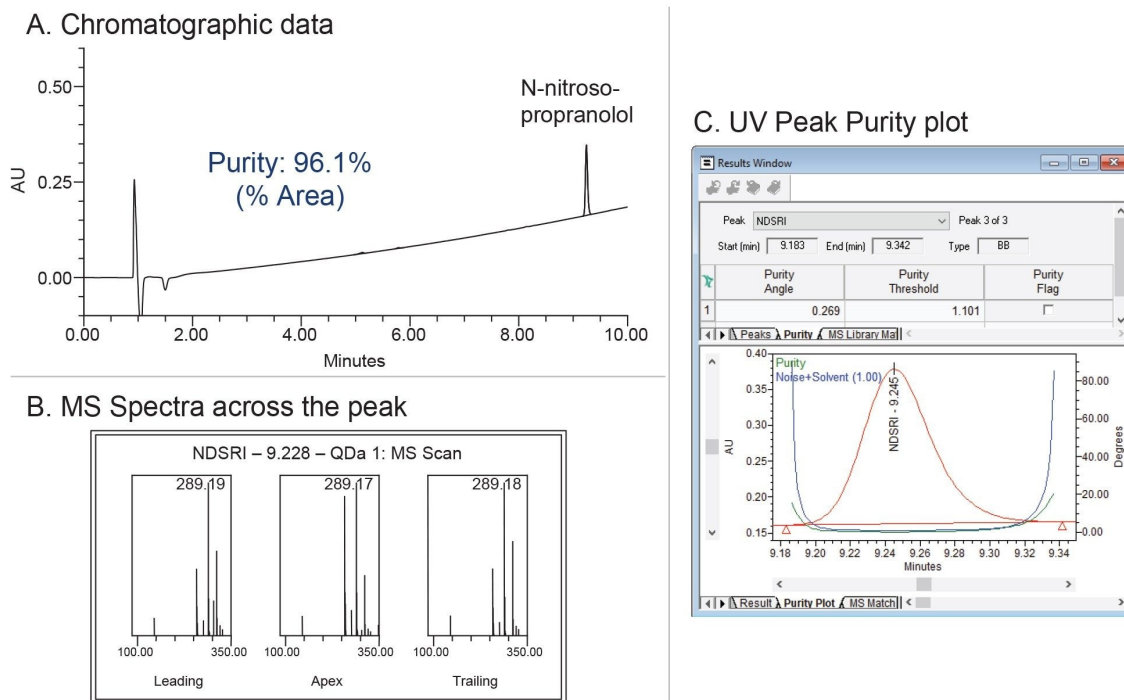 A. Chromatographic data
0.50
0.25
0.00
AU
0.00
2.00
4.00
6.00
8.00
10.00
Minutes
Purity: 96.1%
(% Area)
N-nitroso-
propranolol
B. MS Spectra across the peak
NDSRI – 9.228 – QDa 1: MS Scan
289.19
289.17
289.18
100.00
350.00
100.00
350.00
100.00
350.00
Leading
Apex
Trailing
C. UV Peak Purity plot
Results Window
Peak NDSRI Peak 3 of 3
Start (min) 9.183 End (min) 9.342 Type BB
Purity Angle
Purity Threshold
Purity Flag
1 0.269 1.101
Peaks Purity MS Library Mat
Purity
Noise+Solvent (1.00)
NDSRI - 9.245
0.40
0.35
0.30
0.25
0.20
0.15
AU
80.00
60.00
40.00
20.00
0.00
Degrees
9.18
9.20
9.22
9.24
9.26
9.28
9.30
9.32
9.34
Minutes
Result Purity Plot MS Match